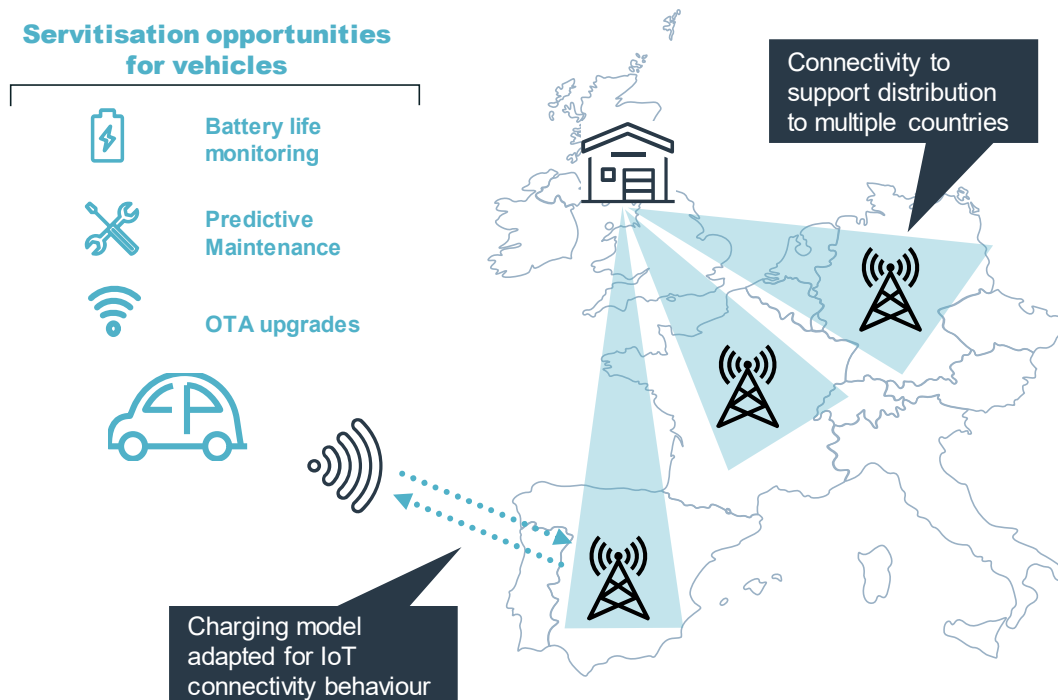 Servitisation opportunities
for vehicles
Battery life
monitoring
Predictive
Maintenance
OTA upgrades
Connectivity to
support distribution
to multiple countries
Charging model
adapted for IoT
connectivity behaviour